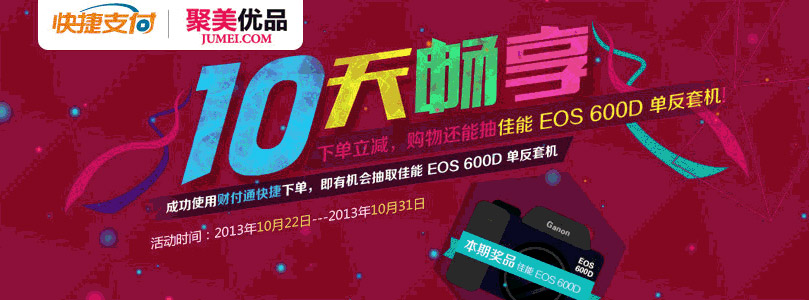 快捷支付
聚美优品
JUMEI.COM
10天畅享
下单立减，购物还能抽佳能 EOS 600D 单反套机
成功使用财付通快捷下单，即有机会抽取佳能 EOS 600D 单反套机
活动时间：2013年10月22日---2013年10月31日
Ganon
EOS
600D
本期奖品 佳能 EOS 600D